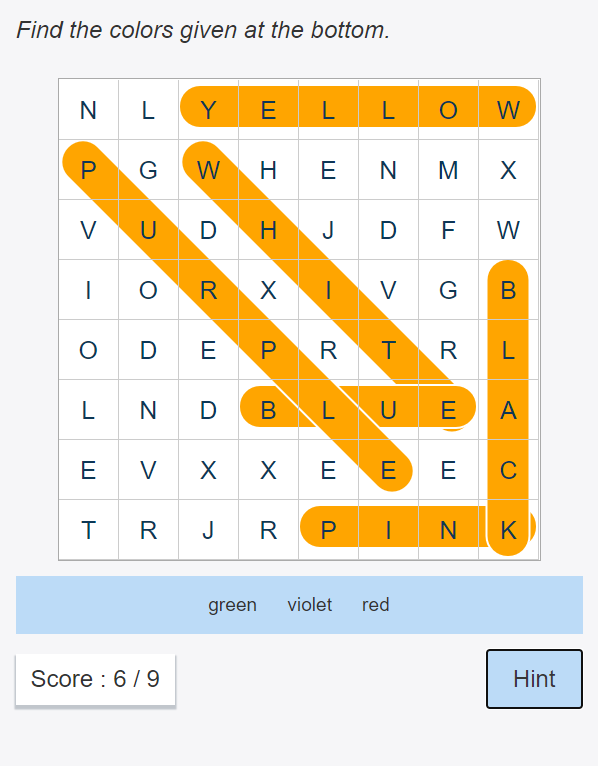 Find the colors given at the bottom.
N L Y E L L O W
P G W H E N M X
V U D H J D F W
I O R X I V G B
O D E P R T R L
L N D B L U E A
E V X X E E E C
T R J R P I N K
green violet red
Score : 6 / 9 Hint